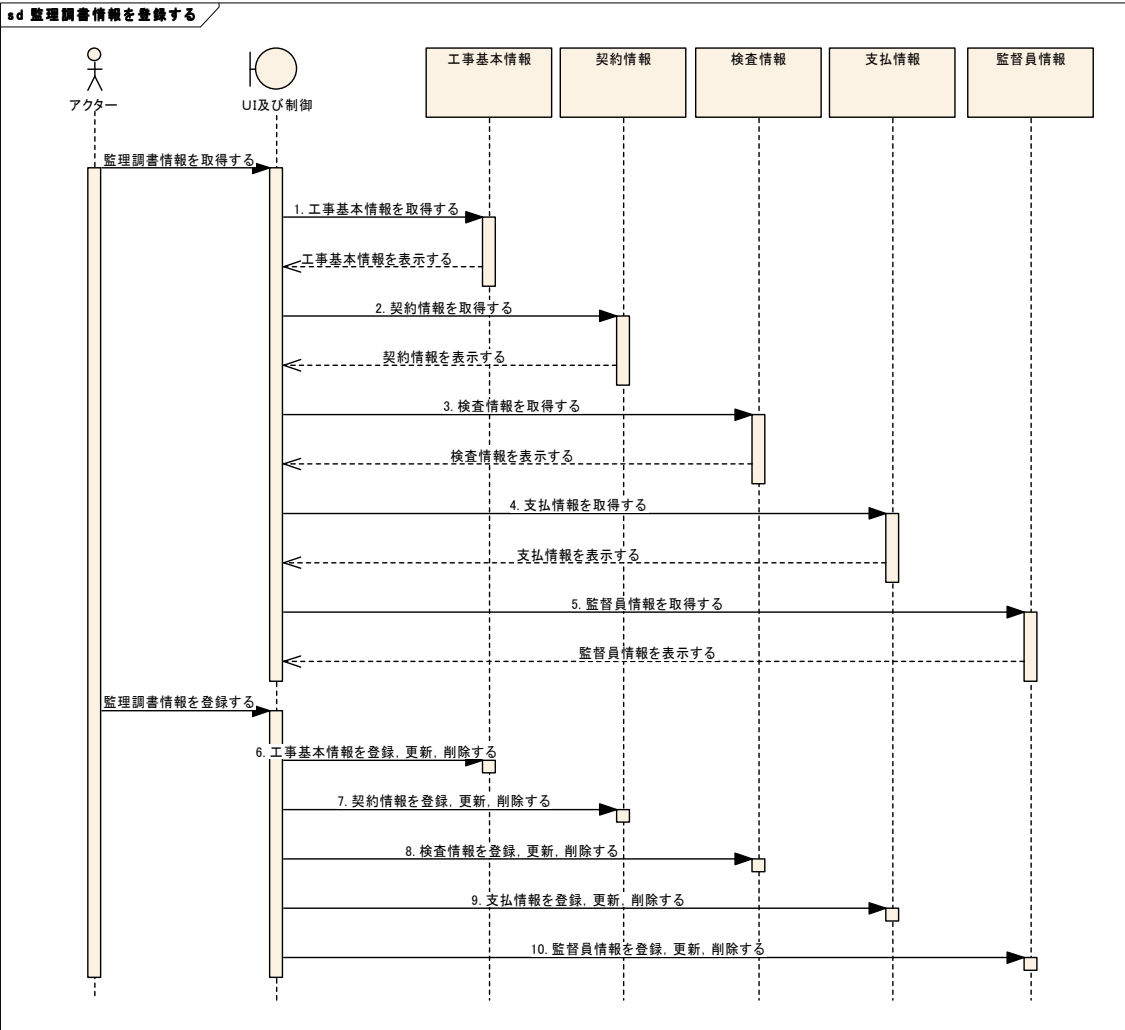 sd 監理調書情報を登録する
アクター
UI及び制御
工事基本情報
契約情報
検査情報
支払情報
監督員情報
監理調書情報を取得する
1. 工事基本情報を取得する
工事基本情報を表示する
2. 契約情報を取得する
契約情報を表示する
3. 検査情報を取得する
検査情報を表示する
4. 支払情報を取得する
支払情報を表示する
5. 監督員情報を取得する
監督員情報を表示する
監理調書情報を登録する
6. 工事基本情報を登録, 更新, 削除する
7. 契約情報を登録, 更新, 削除する
8. 検査情報を登録, 更新, 削除する
9. 支払情報を登録, 更新, 削除する
10. 監督員情報を登録, 更新, 削除する